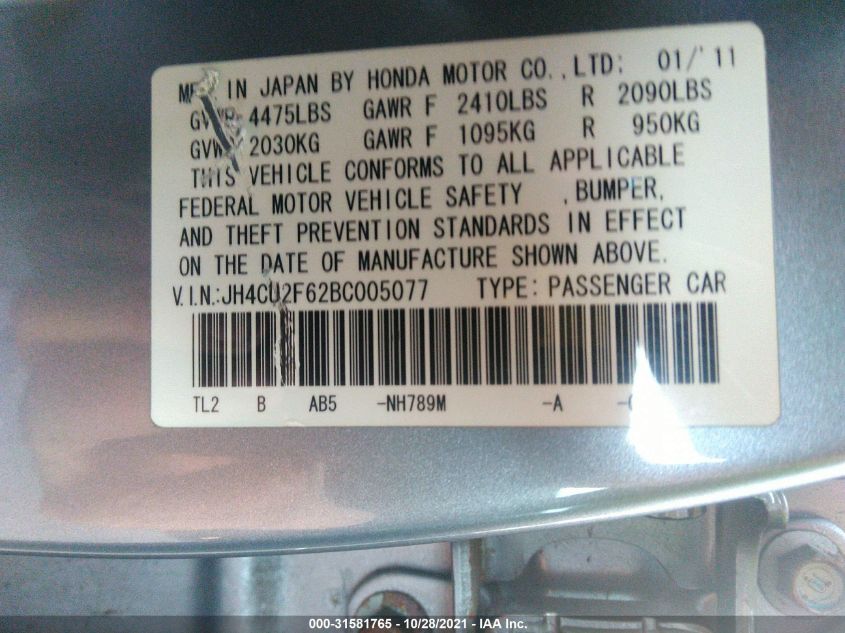 IN JAPAN BY HONDA MOTOR CO.,LTD: 01/'11
4475LBS GAWR F 2410LBS R 2090LBS
2030KG GAWR F 1095KG R 950KG
THIS VEHICLE CONFORMS TO ALL APPLICABLE
FEDERAL MOTOR VEHICLE SAFETY ,BUMPER,
AND THEFT PREVENTION STANDARDS IN EFFECT
ON THE DATE OF MANUFACTURE SHOWN ABOVE.
V.I.N.:JH4CU2F62BC005077 TYPE: PASSENGER CAR
TL2 B AB5 -NH789M -A
000-31581765 - 10/28/2021 - IAA Inc.